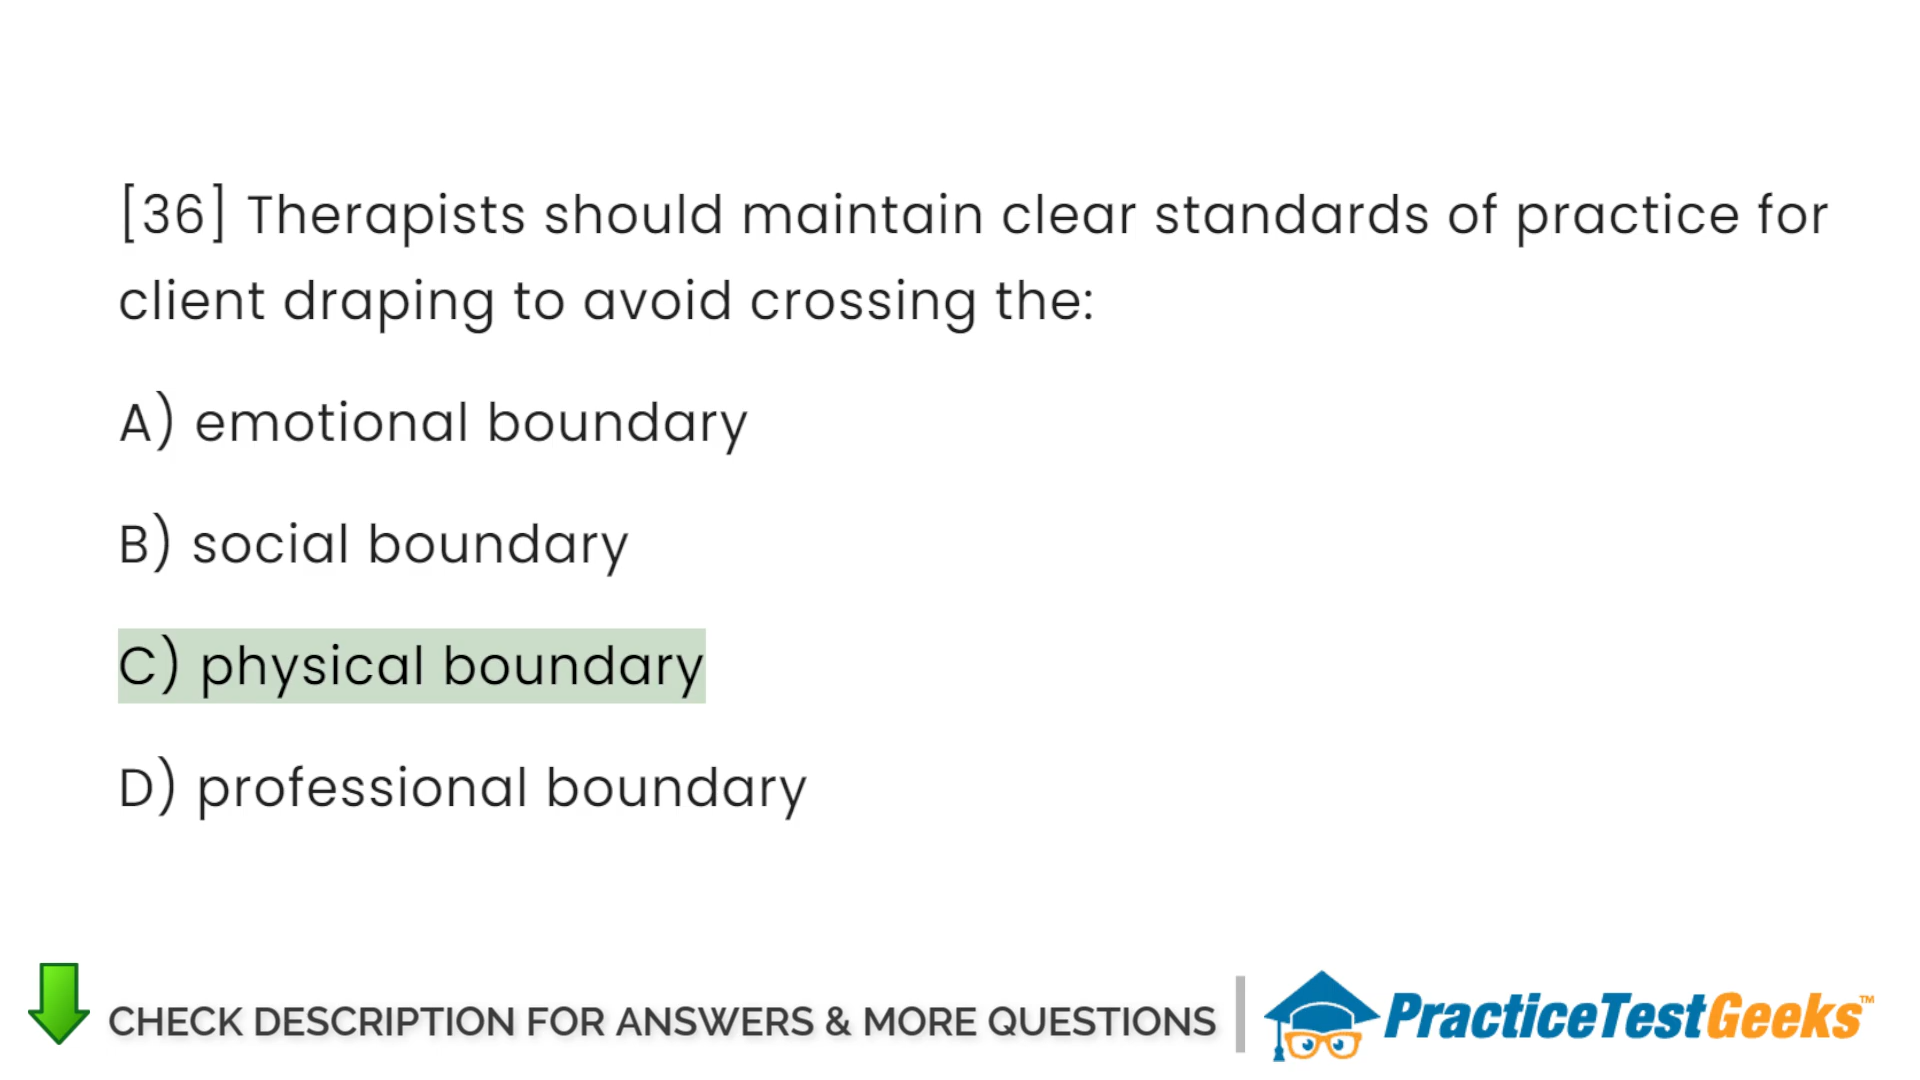 [36] Therapists should maintain clear standards of practice for
client draping to avoid crossing the:
A) emotional boundary
B) social boundary
C) physical boundary
D) professional boundary
CHECK DESCRIPTION FOR ANSWERS & MORE QUESTIONS
PracticeTestGeeks™